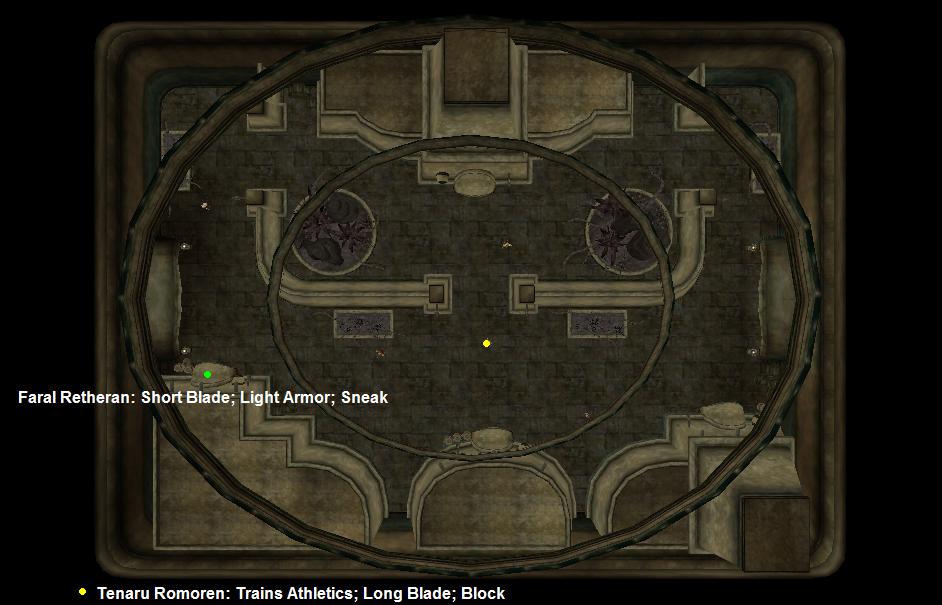 Faral Retheran: Short Blade; Light Armor; Sneak
Tenaru Romoren: Trains Athletics; Long Blade; Block